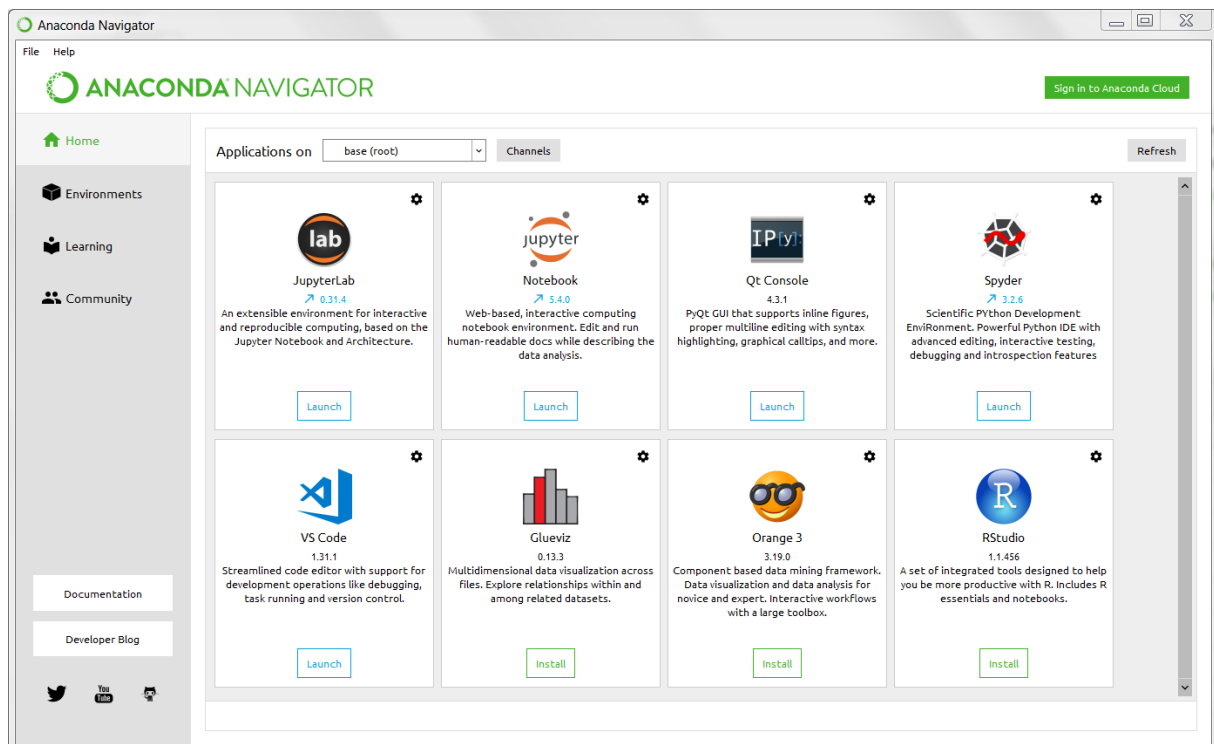 Anaconda Navigator
File Help
ANACONDA NAVIGATOR
Sign in to Anaconda Cloud
Home
Environments
Learning
Community
Documentation
Developer Blog
You
Tube
Applications on base (root) Channels Refresh
lab
JupyterLab
0.31.4
An extensible environment for interactive
and reproducible computing, based on the
Jupyter Notebook and Architecture.
Launch
jupyter
Notebook
5.4.0
Web-based, interactive computing
notebook environment. Edit and run
human-readable docs while describing the
data analysis.
Launch
IP[y]:
Qt Console
4.3.1
PyQt GUI that supports inline figures,
proper multiline editing with syntax
highlighting, graphical calltips, and more.
Launch
Spyder
3.2.6
Scientific PYthon Development
EnviRonment. Powerful Python IDE with
advanced editing, interactive testing,
debugging and introspection features
Launch
VS Code
1.31.1
Streamlined code editor with support for
development operations like debugging,
task running and version control.
Launch
Glueviz
0.13.3
Multidimensional data visualization across
files. Explore relationships within and
among related datasets.
Install
Orange 3
3.19.0
Component based data mining framework.
Data visualization and data analysis for
novice and expert. Interactive workflows
with a large toolbox.
Install
R
RStudio
1.1.456
A set of integrated tools designed to help
you be more productive with R. Includes R
essentials and notebooks.
Install